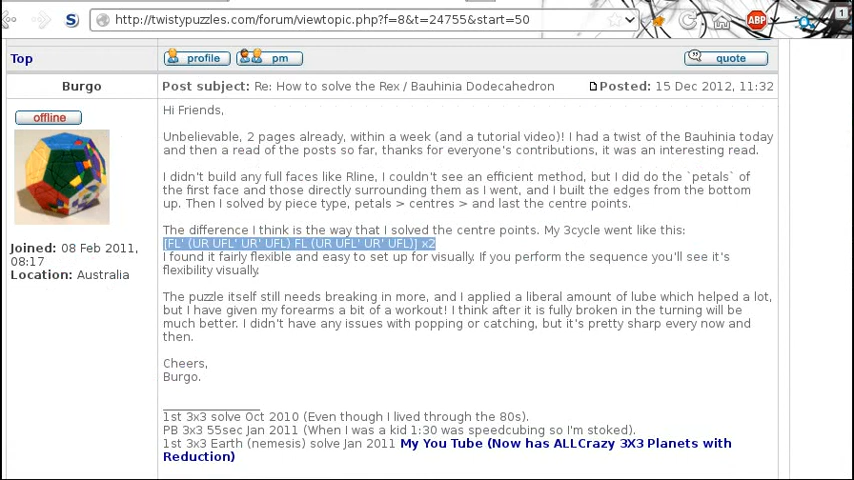 http://twistypuzzles.com/forum/viewtopic.php?f=8&t=24755&start=50
S
ABP
1
Top
profile
pm
quote
Burgo
Post subject: Re: How to solve the Rex / Bauhinia Dodecahedron
Posted: 15 Dec 2012, 11:32
offline
Joined: 08 Feb 2011,
08:17
Location: Australia
Hi Friends,
Unbelievable, 2 pages already, within a week (and a tutorial video)! I had a twist of the Bauhinia today
and then a read of the posts so far, thanks for everyone's contributions, it was an interesting read.
I didn't build any full faces like Rline, I couldn't see an efficient method, but I did do the `petals` of
the first face and those directly surrounding them as I went, and I built the edges from the bottom
up. Then I solved by piece type, petals > centres > and last the centre points.
The difference I think is the way that I solved the centre points. My 3cycle went like this:
[FL' (UR UFL' UR' UFL) FL (UR UFL' UR' UFL)] x2
I found it fairly flexible and easy to set up for visually. If you perform the sequence you'll see it's
flexibility visually.
The puzzle itself still needs breaking in more, and I applied a liberal amount of lube which helped a lot,
but I have given my forearms a bit of a workout! I think after it is fully broken in the turning will be
much better. I didn't have any issues with popping or catching, but it's pretty sharp every now and
then.
Cheers,
Burgo.
1st 3x3 solve Oct 2010 (Even though I lived through the 80s).
PB 3x3 55sec Jan 2011 (When I was a kid 1:30 was speedcubing so I'm stoked).
1st 3x3 Earth (nemesis) solve Jan 2011 My You Tube (Now has ALLCrazy 3X3 Planets with
Reduction)